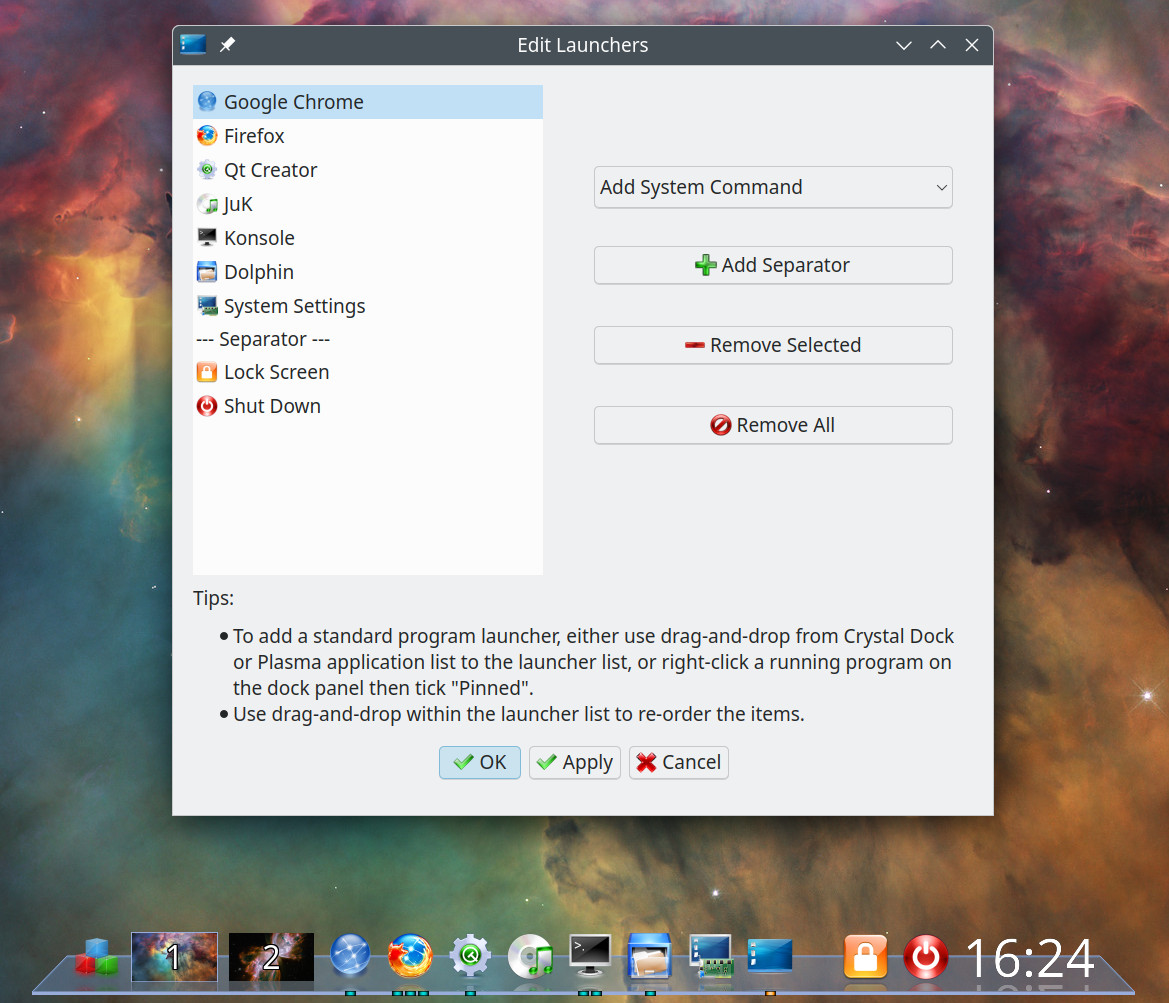 Edit Launchers
Google Chrome
Firefox
Qt Creator
JuK
Konsole
Dolphin
System Settings
--- Separator ---
Lock Screen
Shut Down
Add System Command
Add Separator
Remove Selected
Remove All
Tips:
To add a standard program launcher, either use drag-and-drop from Crystal Dock
or Plasma application list to the launcher list, or right-click a running program on
the dock panel then tick "Pinned".
Use drag-and-drop within the launcher list to re-order the items.
OK
Apply
Cancel
1
2
>_
16:24